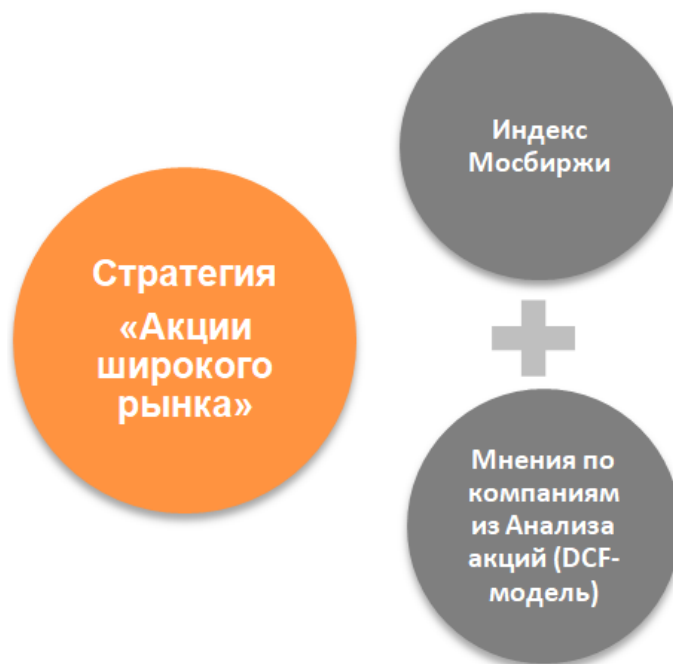 Стратегия
«Акции
широкого
рынка»
Индекс
Мосбиржи
Мнения по
компаниям
из Анализа
акций (DCF-
модель)